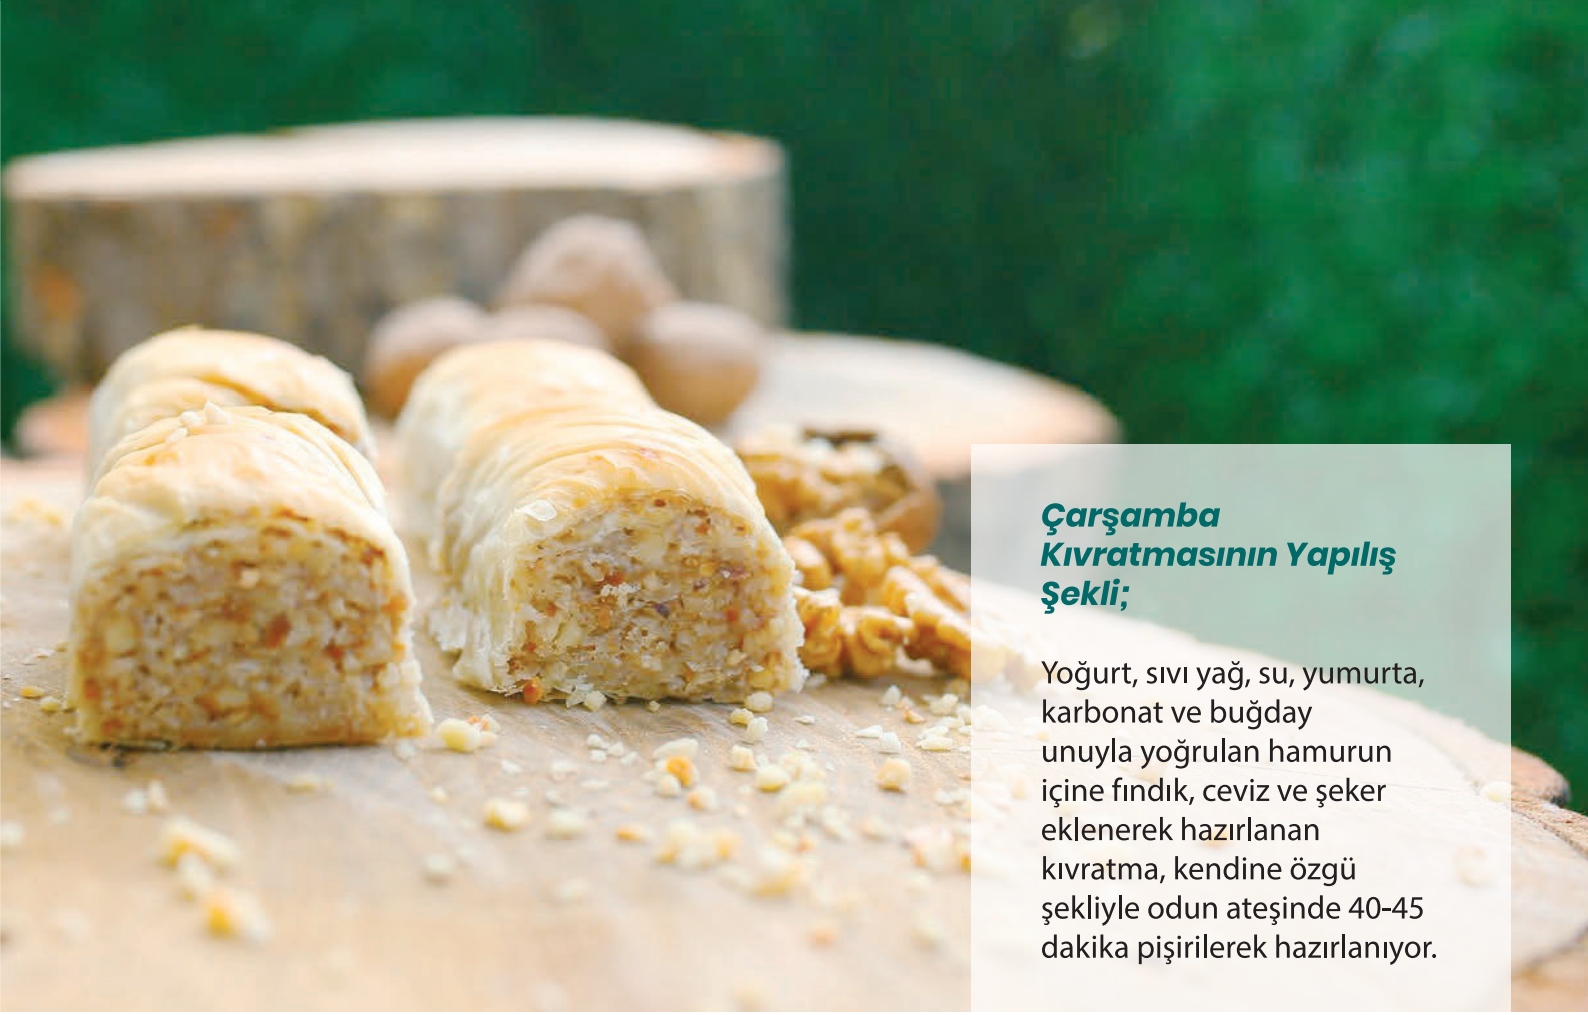 Çarşamba
Kıvratmasının Yapılış
Şekli;
Yoğurt, sıvı yağ, su, yumurta,
karbonat ve buğday
unuyla yoğrulan hamurun
içine fındık, ceviz ve şeker
eklenerek hazırlanan
kıvratma, kendine özgü
şekliyle odun ateşinde 40-45
dakika pişirilerek hazırlanıyor.